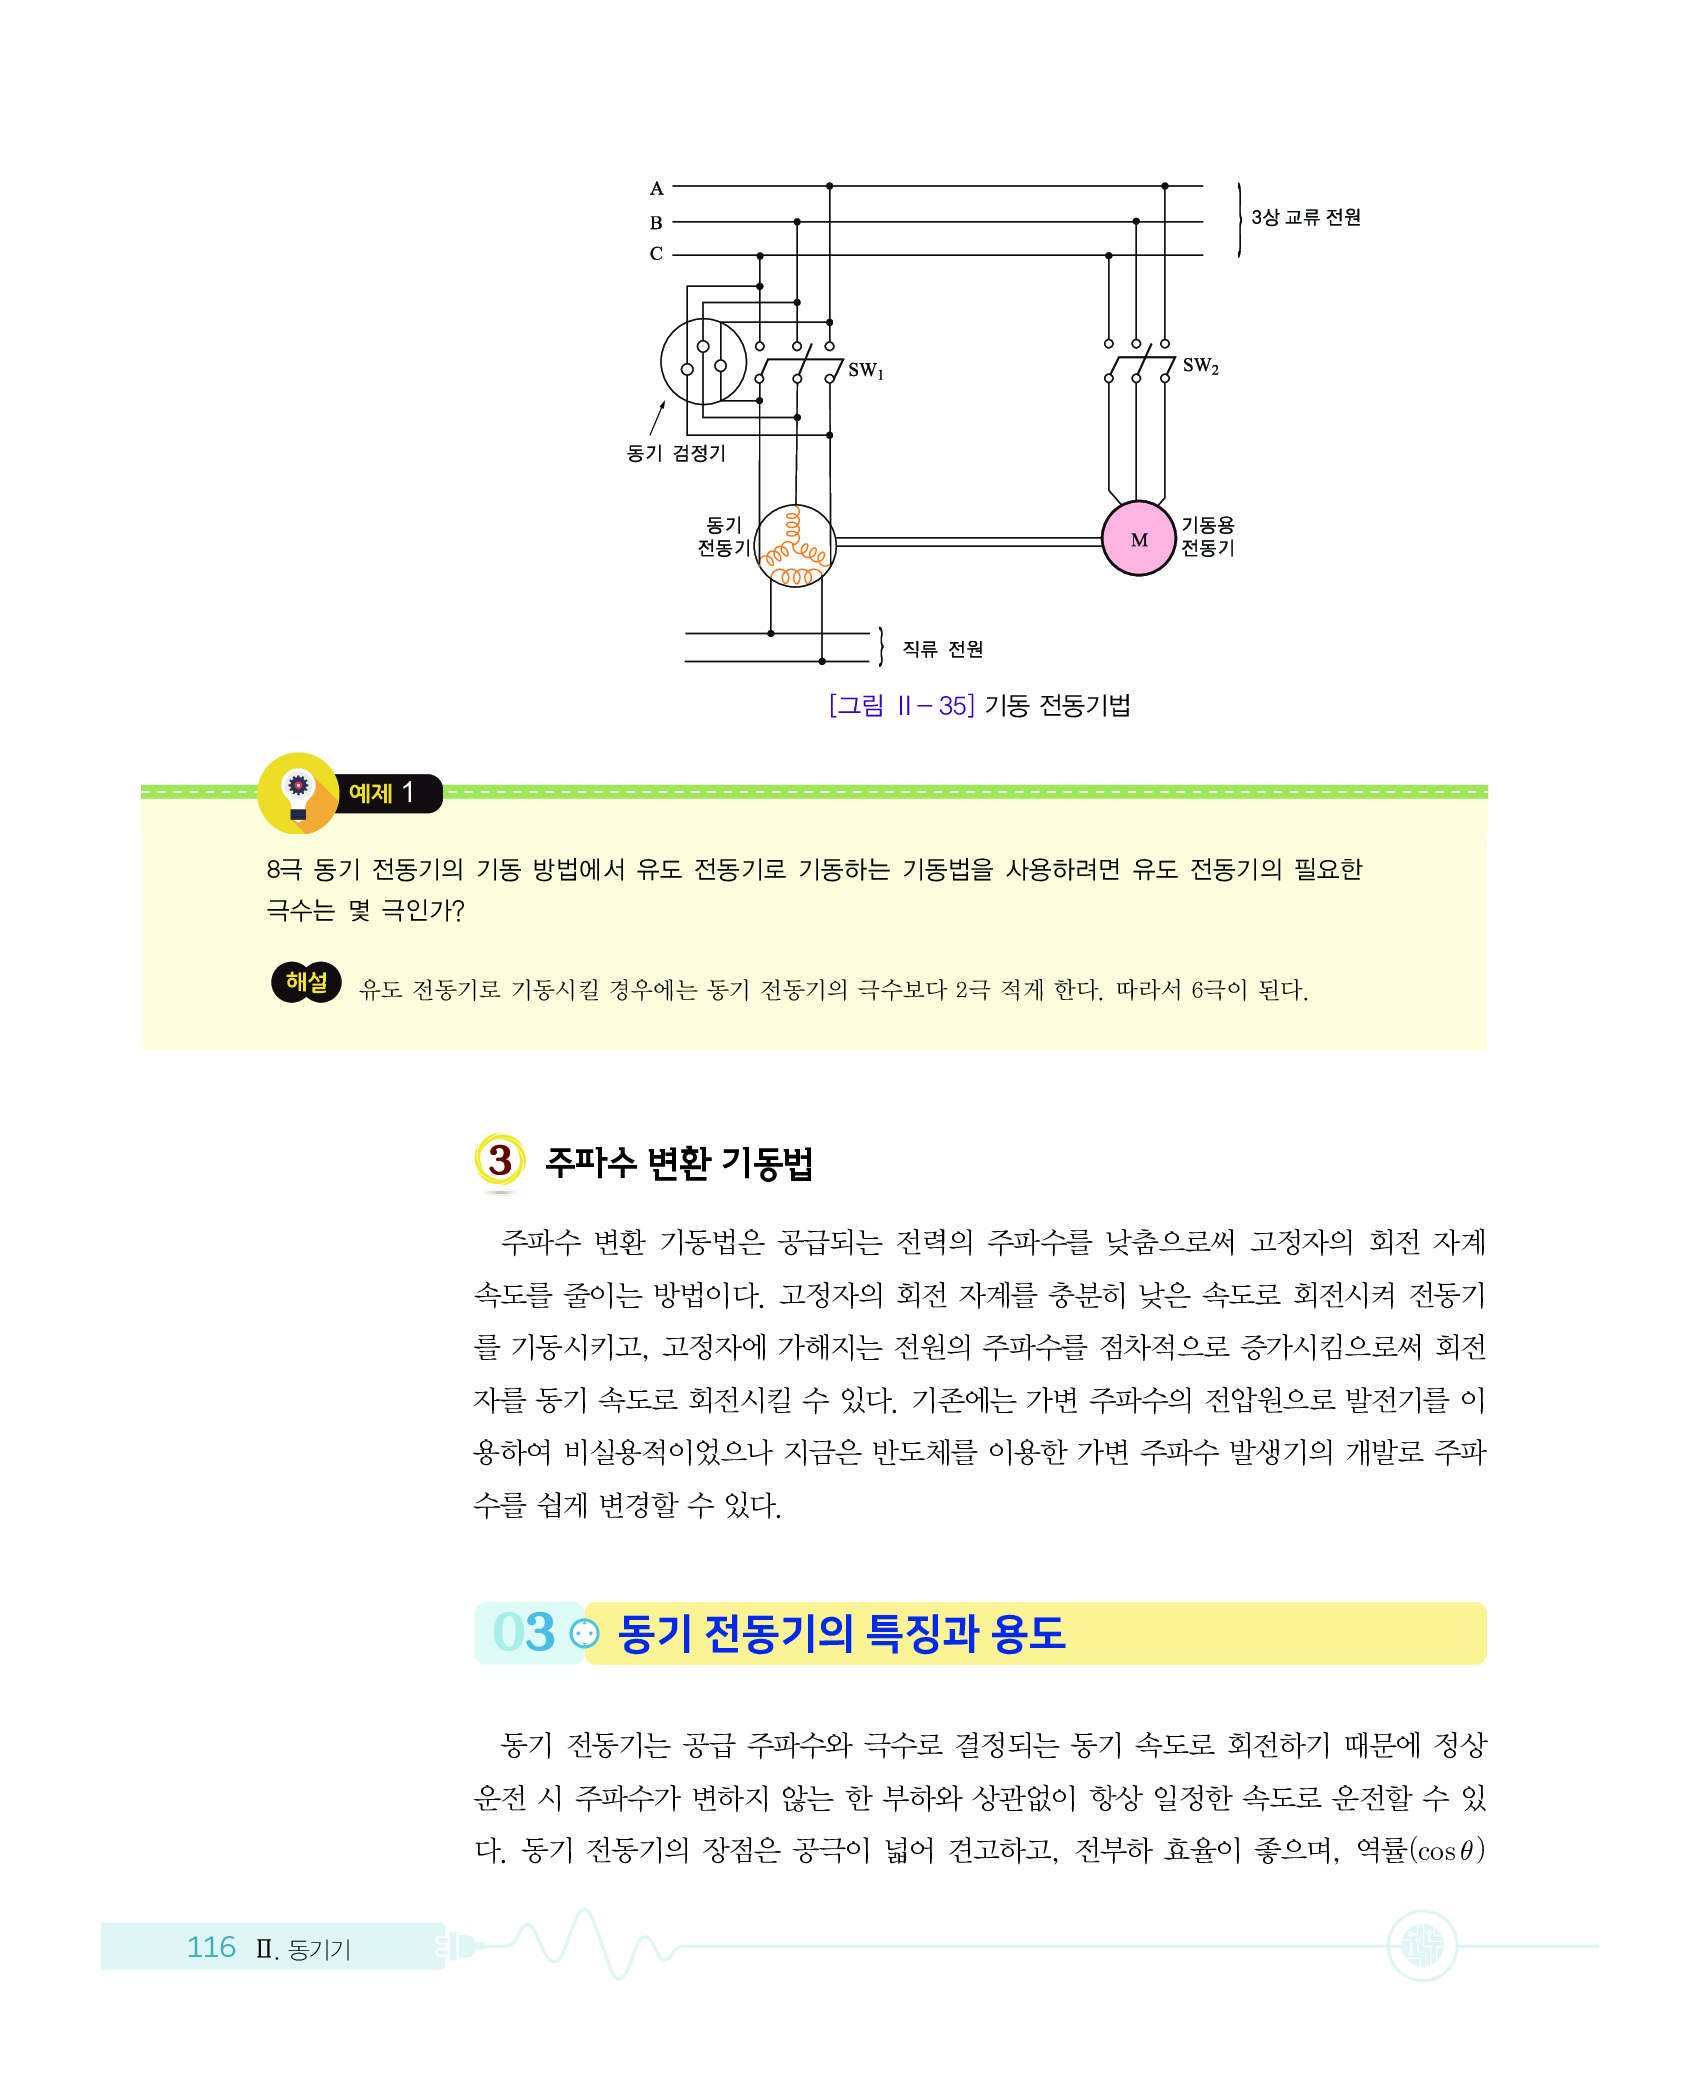 A
B
C
3상 교류 전원
SW1
SW2
동기 검정기
동기
전동기
M
기동용
전동기
직류 전원
[그림 Ⅱ-35] 기동 전동기법
예제 1
8극 동기 전동기의 기동 방법에서 유도 전동기로 기동하는 기동법을 사용하려면 유도 전동기의 필요한
극수는 몇 극인가?
해설 유도 전동기로 기동시킬 경우에는 동기 전동기의 극수보다 2극 적게 한다. 따라서 6극이 된다.
3 주파수 변환 기동법
주파수 변환 기동법은 공급되는 전력의 주파수를 낮춤으로써 고정자의 회전 자계
속도를 줄이는 방법이다. 고정자의 회전 자계를 충분히 낮은 속도로 회전시켜 전동기
를 기동시키고, 고정자에 가해지는 전원의 주파수를 점차적으로 증가시킴으로써 회전
자를 동기 속도로 회전시킬 수 있다. 기존에는 가변 주파수의 전압원으로 발전기를 이
용하여 비실용적이었으나 지금은 반도체를 이용한 가변 주파수 발생기의 개발로 주파
수를 쉽게 변경할 수 있다.
03 동기 전동기의 특징과 용도
동기 전동기는 공급 주파수와 극수로 결정되는 동기 속도로 회전하기 때문에 정상
운전 시 주파수가 변하지 않는 한 부하와 상관없이 항상 일정한 속도로 운전할 수 있
다. 동기 전동기의 장점은 공극이 넓어 견고하고, 전부하 효율이 좋으며, 역률(cos θ)
116 Ⅱ. 동기기